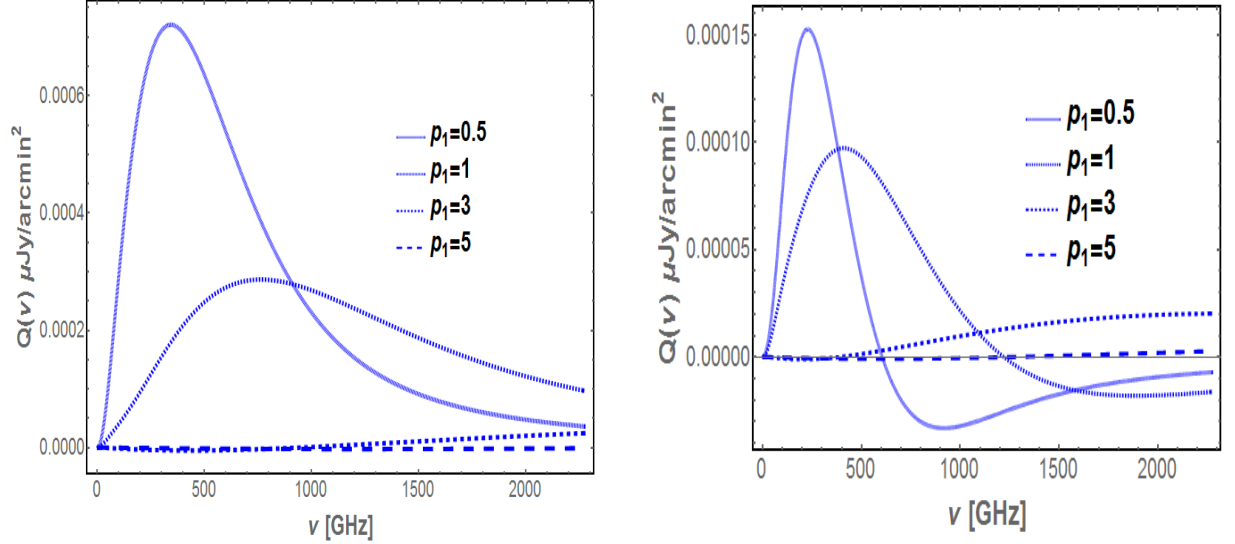 Q(ν) μJy/arcmin²
0.0006
0.0004
0.0002
0.0000
p₁=0.5
p₁=1
p₁=3
p₁=5
0
500
1000
1500
2000
ν [GHz]
Q(ν) μJy/arcmin²
0.00015
0.00010
0.00005
0.00000
p₁=0.5
p₁=1
p₁=3
p₁=5
0
500
1000
1500
2000
ν [GHz]